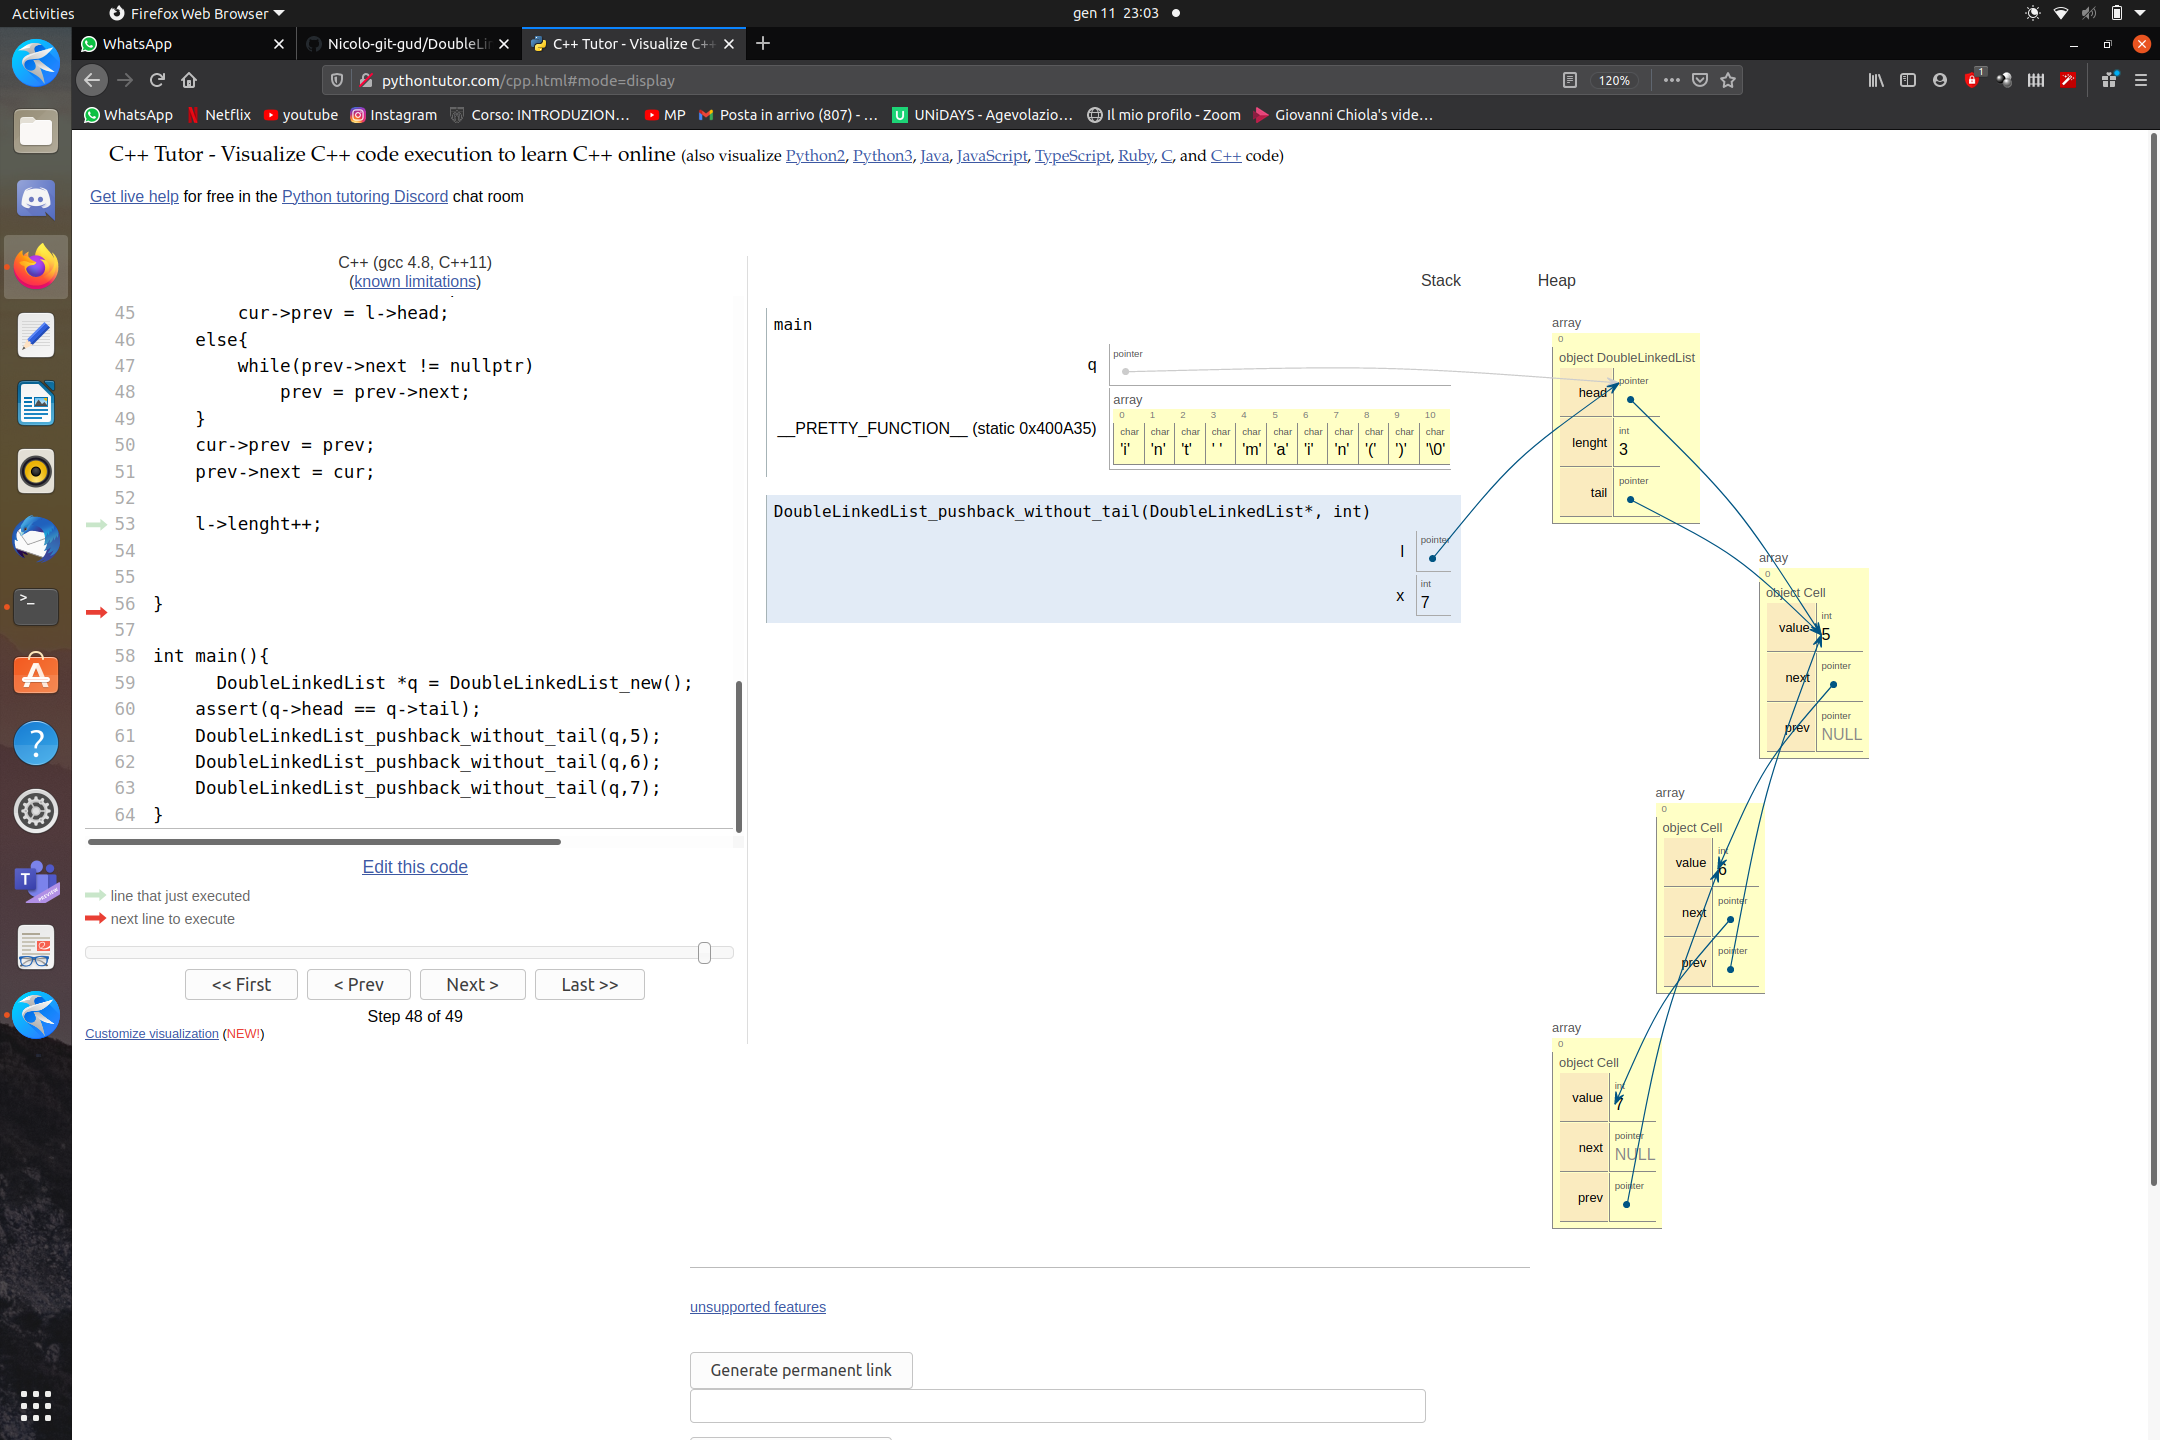 Activities
Firefox Web Browser
gen 11 23:03
WhatsApp
Nicolo-git-gud/DoubleLi
C++ Tutor - Visualize C++
pythontutor.com/cpp.html#mode=display
120%
1
WhatsApp
Netflix
youtube
Instagram
Corso: INTRODUZION…
MP
Posta in arrivo (807) - …
UNiDAYS - Agevolazio…
Il mio profilo - Zoom
Giovanni Chiola's vide…
C++ Tutor - Visualize C++ code execution to learn C++ online (also visualize Python2, Python3, Java, JavaScript, TypeScript, Ruby, C, and C++ code)
Get live help for free in the Python tutoring Discord chat room
C++ (gcc 4.8, C++11)
(known limitations)
45 cur->prev = l->head;
46 else{
47 while(prev->next != nullptr)
48 prev = prev->next;
49 }
50 cur->prev = prev;
51 prev->next = cur;
52
53 l->lenght++;
54
55
56 }
57
58 int main(){
59 DoubleLinkedList *q = DoubleLinkedList_new();
60 assert(q->head == q->tail);
61 DoubleLinkedList_pushback_without_tail(q,5);
62 DoubleLinkedList_pushback_without_tail(q,6);
63 DoubleLinkedList_pushback_without_tail(q,7);
64 }
Edit this code
line that just executed
next line to execute
<< First
< Prev
Next >
Last >>
Step 48 of 49
Customize visualization (NEW!)
Stack
Heap
main
q
pointer
__PRETTY_FUNCTION__ (static 0x400A35)
array
0 1 2 3 4 5 6 7 8 9 10
char char char char char char char char char char char
'i' 'n' 't' ' ' 'm' 'a' 'i' 'n' '(' ')' '\0'
DoubleLinkedList_pushback_without_tail(DoubleLinkedList*, int)
l
pointer
x
int
7
array
0
object DoubleLinkedList
head
pointer
lenght
int
3
tail
pointer
array
0
object Cell
value
int
5
next
pointer
prev
pointer
NULL
array
0
object Cell
value
int
6
next
pointer
prev
pointer
array
0
object Cell
value
int
7
next
pointer
NULL
prev
pointer
unsupported features
Generate permanent link